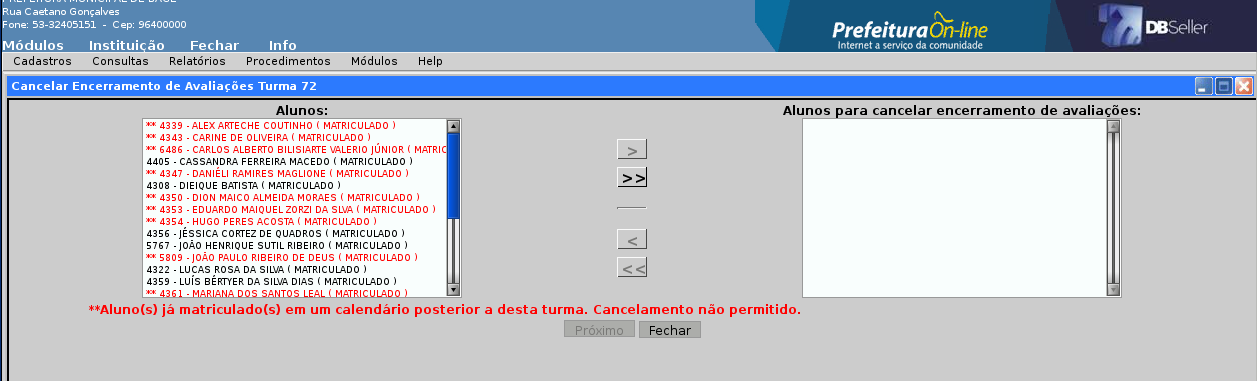 PREFEITURA MUNICIPAL DE BAGE
Rua Caetano Gonçalves
Fone: 53-32405151 - Cep: 96400000
Prefeitura On-line
Internet a serviço da comunidade
DBSeller
Módulos Instituição Fechar Info
Cadastros Consultas Relatórios Procedimentos Módulos Help
Cancelar Encerramento de Avaliações Turma 72
Alunos:
** 4339 - ALEX ARTECHE COUTINHO ( MATRICULADO )
** 4343 - CARINE DE OLIVEIRA ( MATRICULADO )
** 6486 - CARLOS ALBERTO BILISIARTE VALERIO JÚNIOR ( MATRIC
4405 - CASSANDRA FERREIRA MACEDO ( MATRICULADO )
** 4347 - DANIÉLI RAMIRES MAGLIONE ( MATRICULADO )
4308 - DIEIQUE BATISTA ( MATRICULADO )
** 4350 - DION MAICO ALMEIDA MORAES ( MATRICULADO )
** 4353 - EDUARDO MAIQUEL ZORZI DA SLVA ( MATRICULADO )
** 4354 - HUGO PERES ACOSTA ( MATRICULADO )
4356 - JÉSSICA CORTEZ DE QUADROS ( MATRICULADO )
5767 - JOÃO HENRIQUE SUTIL RIBEIRO ( MATRICULADO )
** 5809 - JOÃO PAULO RIBEIRO DE DEUS ( MATRICULADO )
4322 - LUCAS ROSA DA SILVA ( MATRICULADO )
4359 - LUÍS BÉRTYER DA SILVA DIAS ( MATRICULADO )
** 4361 - MARIANA DOS SANTOS LEAL ( MATRICULADO )
>
>>
<
<<
Alunos para cancelar encerramento de avaliações:
**Aluno(s) já matriculado(s) em um calendário posterior a desta turma. Cancelamento não permitido.
Próximo Fechar